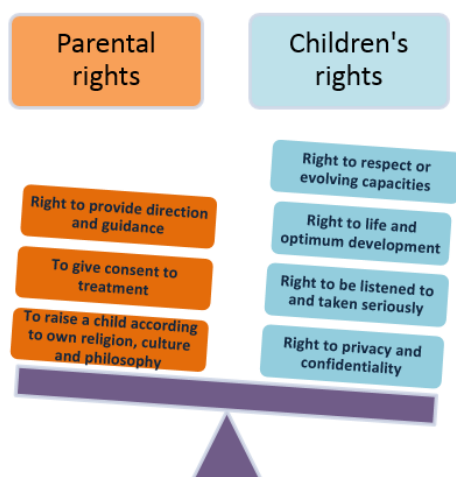 Parental
rights
Children's
rights
Right to provide direction
and guidance
To give consent to
treatment
To raise a child according
to own religion, culture
and philosophy
Right to respect or
evolving capacities
Right to life and
optimum development
Right to be listened to
and taken seriously
Right to privacy and
confidentiality